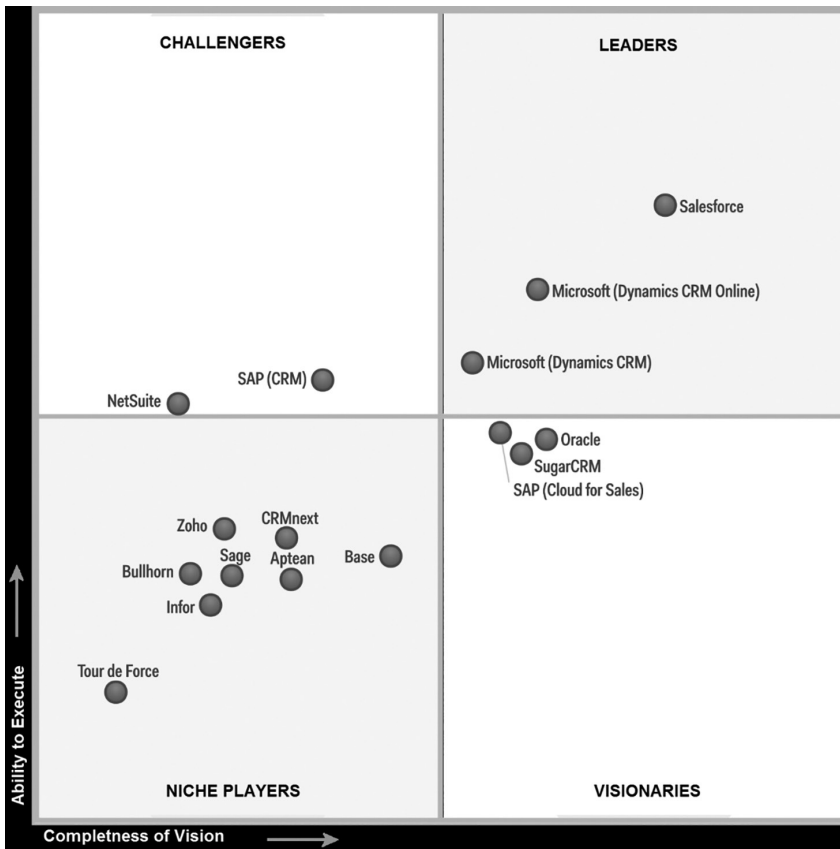 CHALLENGERS
LEADERS
Salesforce
Microsoft (Dynamics CRM Online)
Microsoft (Dynamics CRM)
SAP (CRM)
NetSuite
Oracle
SugarCRM
SAP (Cloud for Sales)
Zoho
CRMnext
Sage
Aptean
Base
Bullhorn
Infor
Tour de Force
NICHE PLAYERS
VISIONARIES
Ability to Execute
Completness of Vision